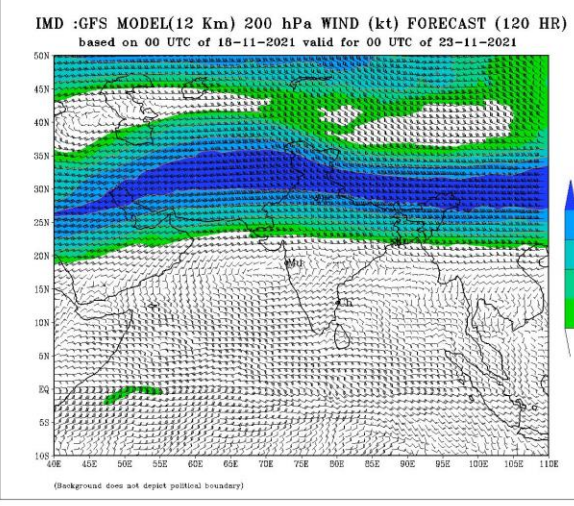 IMD :GFS MODEL(12 Km) 200 hPa WIND (kt) FORECAST (120 HR)
based on 00 UTC of 18-11-2021 valid for 00 UTC of 23-11-2021
50N
45N
40N
35N
30N
25N
20N
15N
10N
5N
EQ
5S
10S
Mu
Ch
40E 45E 50E 55E 60E 65E 70E 75E 80E 85E 90E 95E 100E 105E 110E
(Background does not depict political boundary)